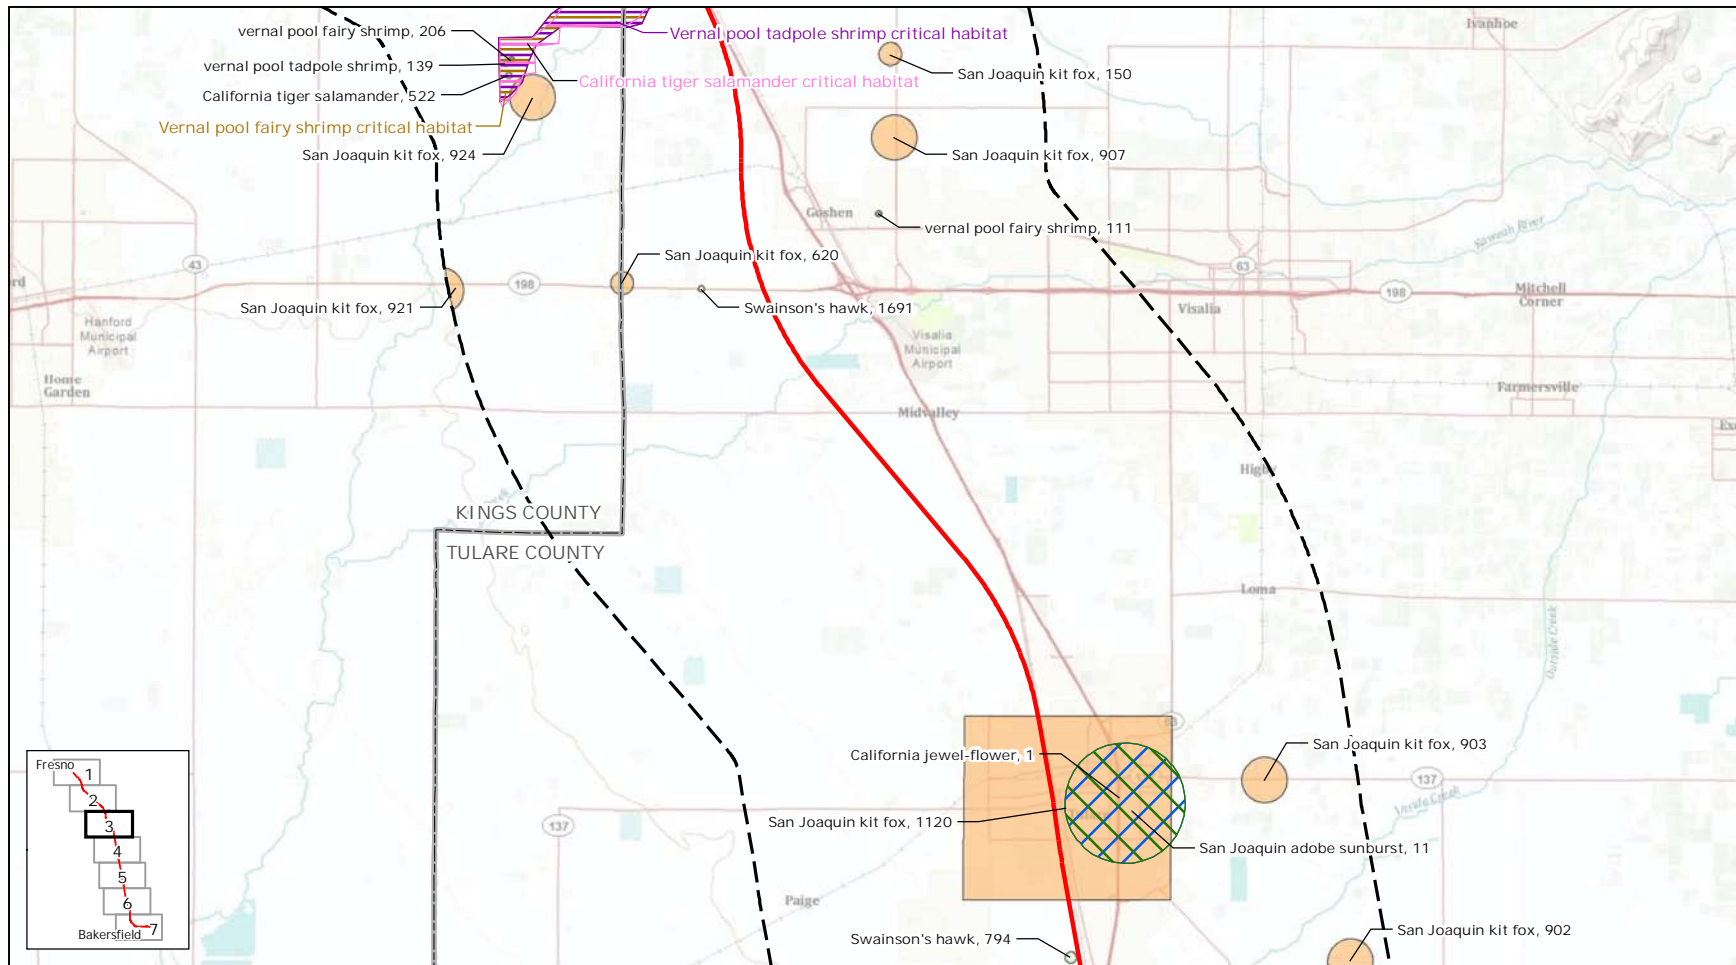 Ivanhoe
vernal pool fairy shrimp, 206
Vernal pool tadpole shrimp critical habitat
vernal pool tadpole shrimp, 139
San Joaquin kit fox, 150
California tiger salamander critical habitat
California tiger salamander, 522
Vernal pool fairy shrimp critical habitat
San Joaquin kit fox, 924
San Joaquin kit fox, 907
Goshen
vernal pool fairy shrimp, 111
Kaweah River
San Joaquin kit fox, 620
43
63
198
198
Mitchell
Corner
San Joaquin kit fox, 921
Swainson's hawk, 1691
Visalia
Hanford
Municipal
Airport
Visalia
Municipal
Airport
Home
Garden
Farmersville
Midvalley
Higby
KINGS COUNTY
TULARE COUNTY
Loma
Outside Creek
63
San Joaquin kit fox, 903
California jewel-flower, 1
137
Inside Creek
San Joaquin kit fox, 1120
137
San Joaquin adobe sunburst, 11
Paige
San Joaquin kit fox, 902
Swainson's hawk, 794
Fresno
1
2
3
4
5
6
7
Bakersfield